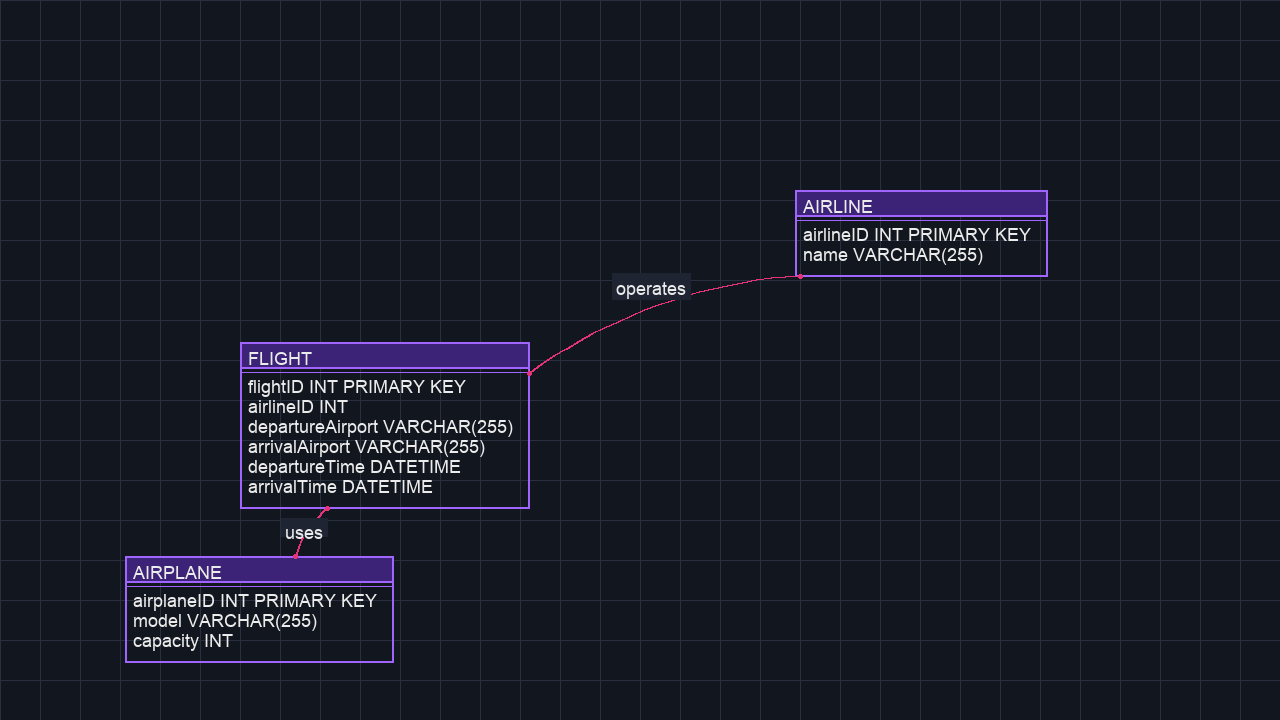 AIRLINE
airlineID INT PRIMARY KEY
name VARCHAR(255)
operates
FLIGHT
flightID INT PRIMARY KEY
airlineID INT
departureAirport VARCHAR(255)
arrivalAirport VARCHAR(255)
departureTime DATETIME
arrivalTime DATETIME
uses
AIRPLANE
airplaneID INT PRIMARY KEY
model VARCHAR(255)
capacity INT